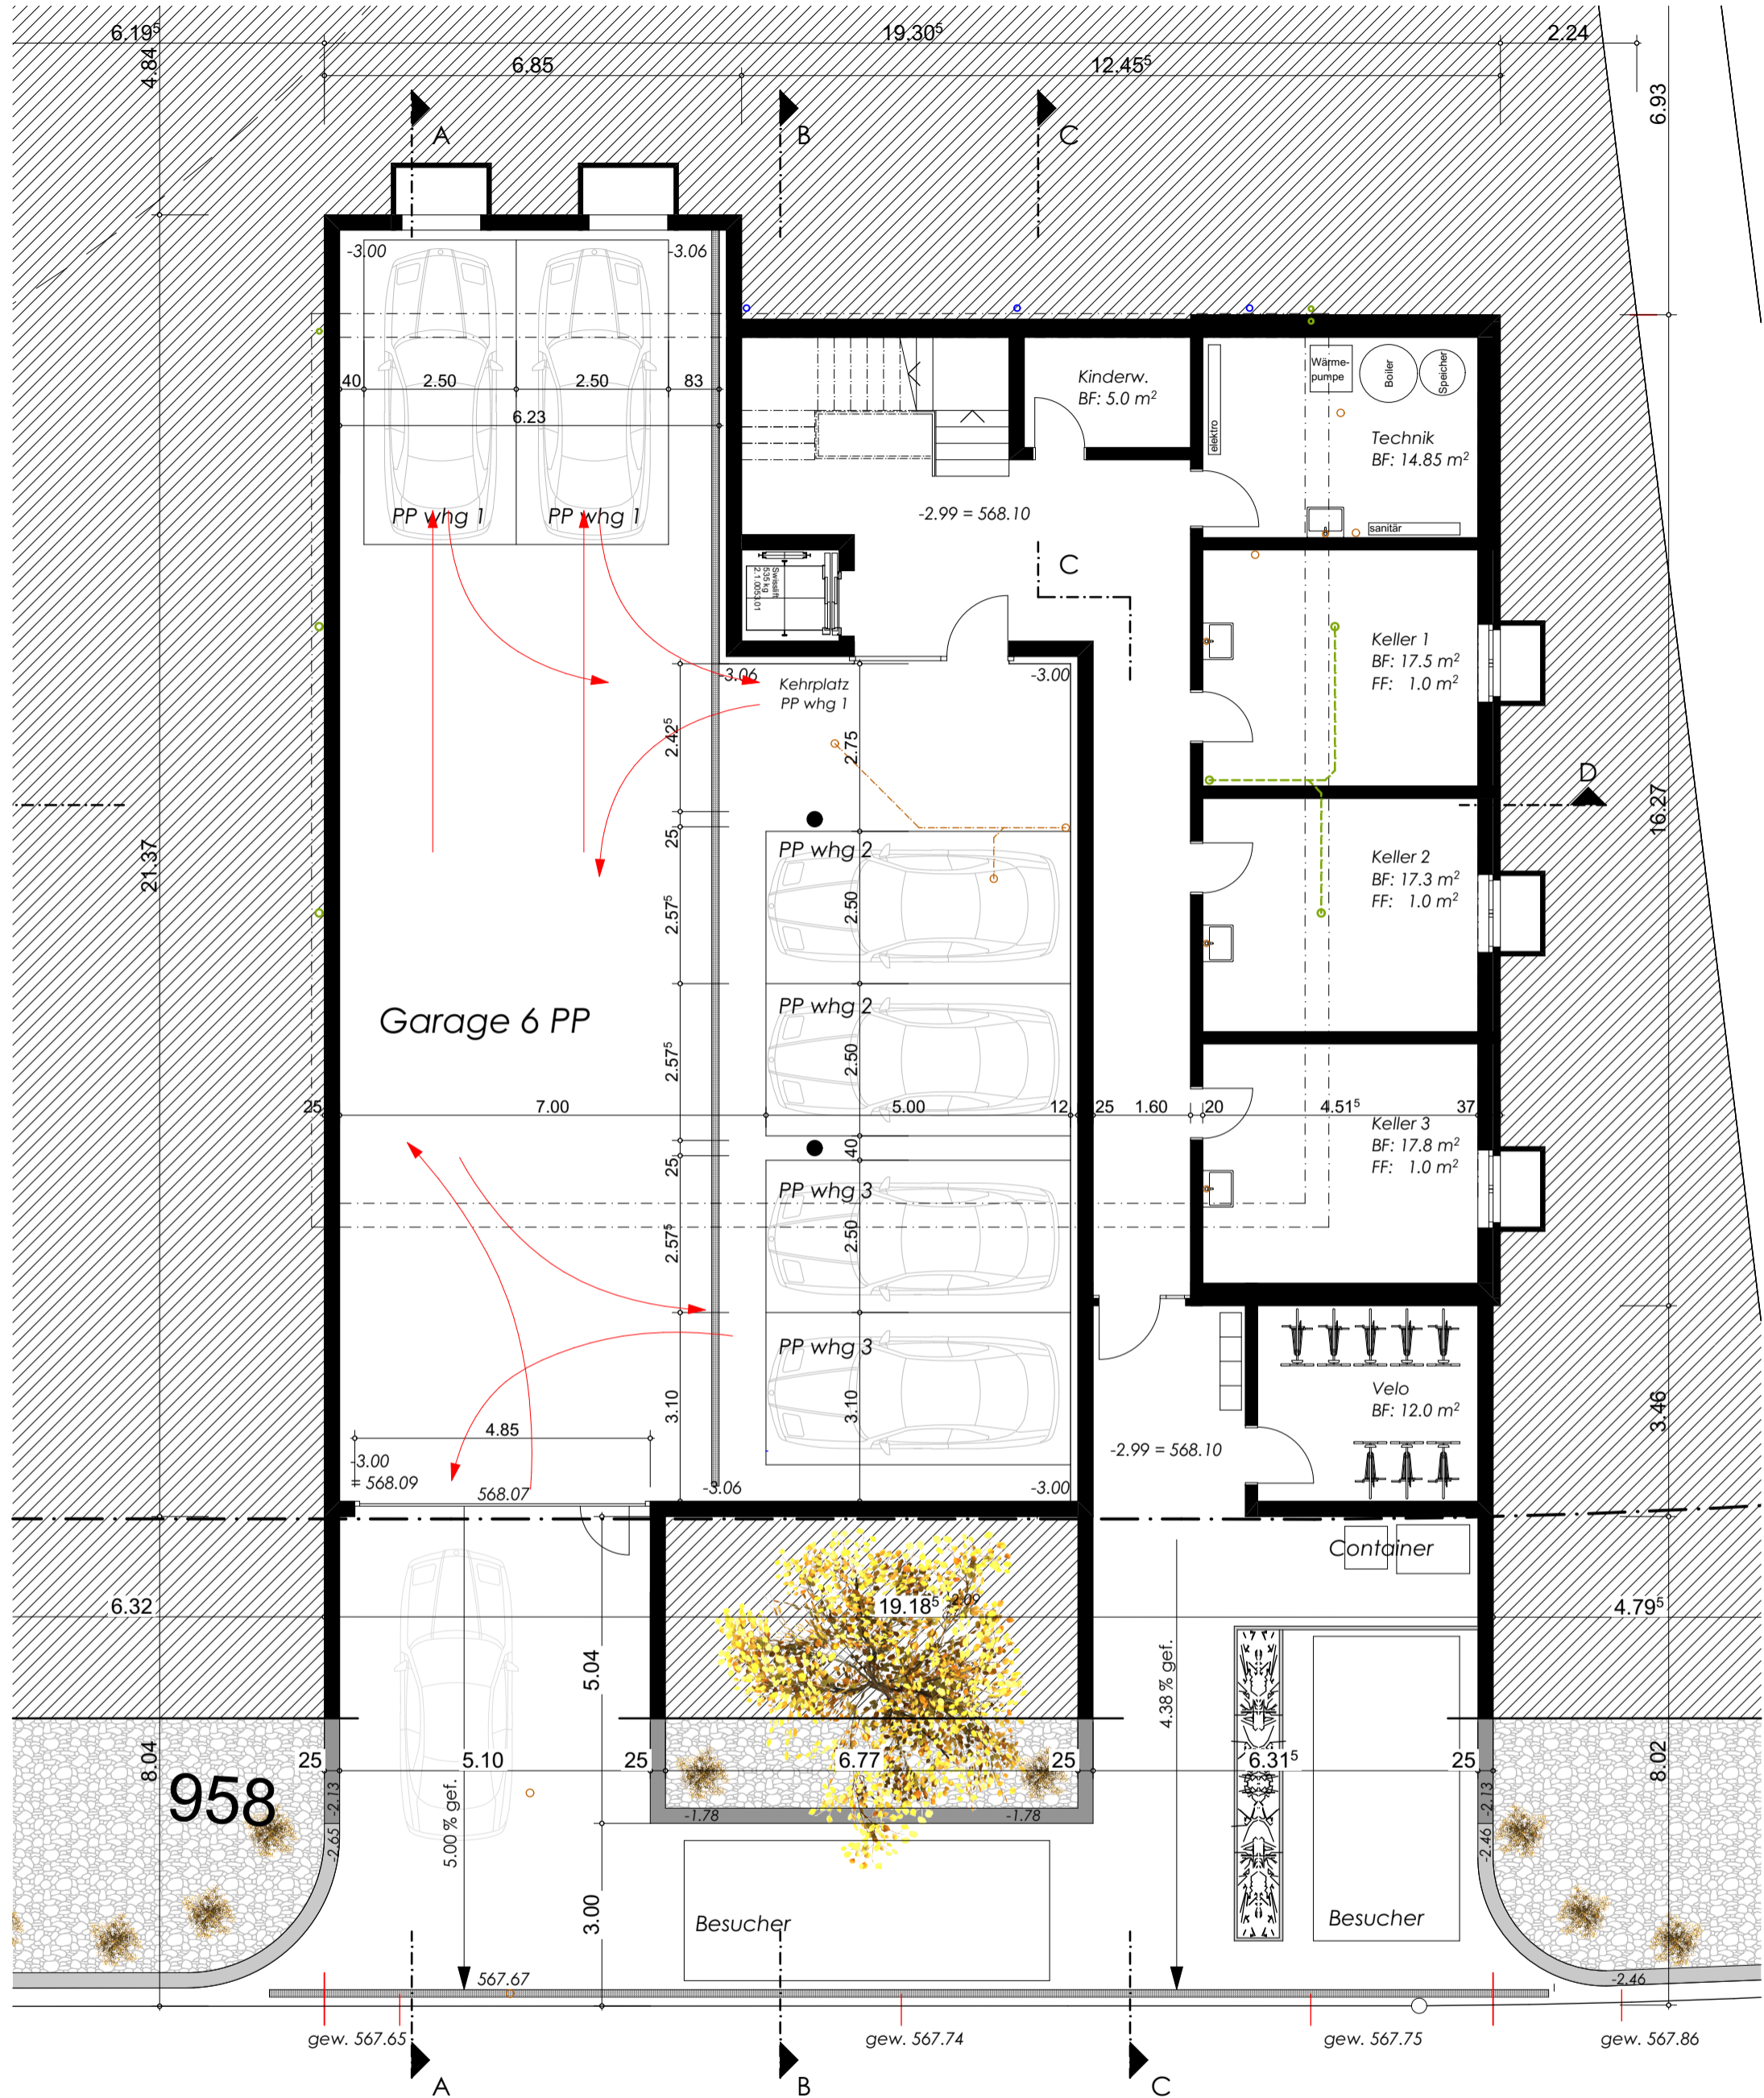 6.19⁵
19.30⁵
2.24
4.84
6.85
12.45⁵
6.93
A
B
C
-3.00
-3.06
40
2.50
2.50
83
6.23
Kinderw.
BF: 5.0 m²
Wärme-
pumpe
Boiler
Speicher
elektro
Technik
BF: 14.85 m²
sanitär
PP whg 1
PP whg 1
-2.99 = 568.10
Swisslift
535 kg
2.1.0053.01
C
Keller 1
BF: 17.5 m²
FF: 1.0 m²
-3.06
Kehrplatz
PP whg 1
-3.00
2.42⁵
2.75
D
16.27
21.37
25
PP whg 2
2.57⁵
2.50
Keller 2
BF: 17.3 m²
FF: 1.0 m²
Garage 6 PP
PP whg 2
2.57⁵
2.50
25
7.00
5.00
12
25
1.60
20
4.51⁵
37
Keller 3
BF: 17.8 m²
FF: 1.0 m²
25
40
PP whg 3
2.57⁵
2.50
PP whg 3
3.10
3.10
Velo
BF: 12.0 m²
3.46
4.85
-3.00
= 568.09
568.07
-3.06
-3.00
-2.99 = 568.10
Container
6.32
19.18⁵
-2.09
4.79⁵
5.04
4.38 % gef.
8.04
958
25
5.10
25
6.77
25
6.31⁵
25
8.02
-2.13
-2.65
5.00 % gef.
-1.78
-1.78
-2.13
-2.46
3.00
Besucher
Besucher
567.67
-2.46
gew. 567.65
gew. 567.74
gew. 567.75
gew. 567.86
A
B
C